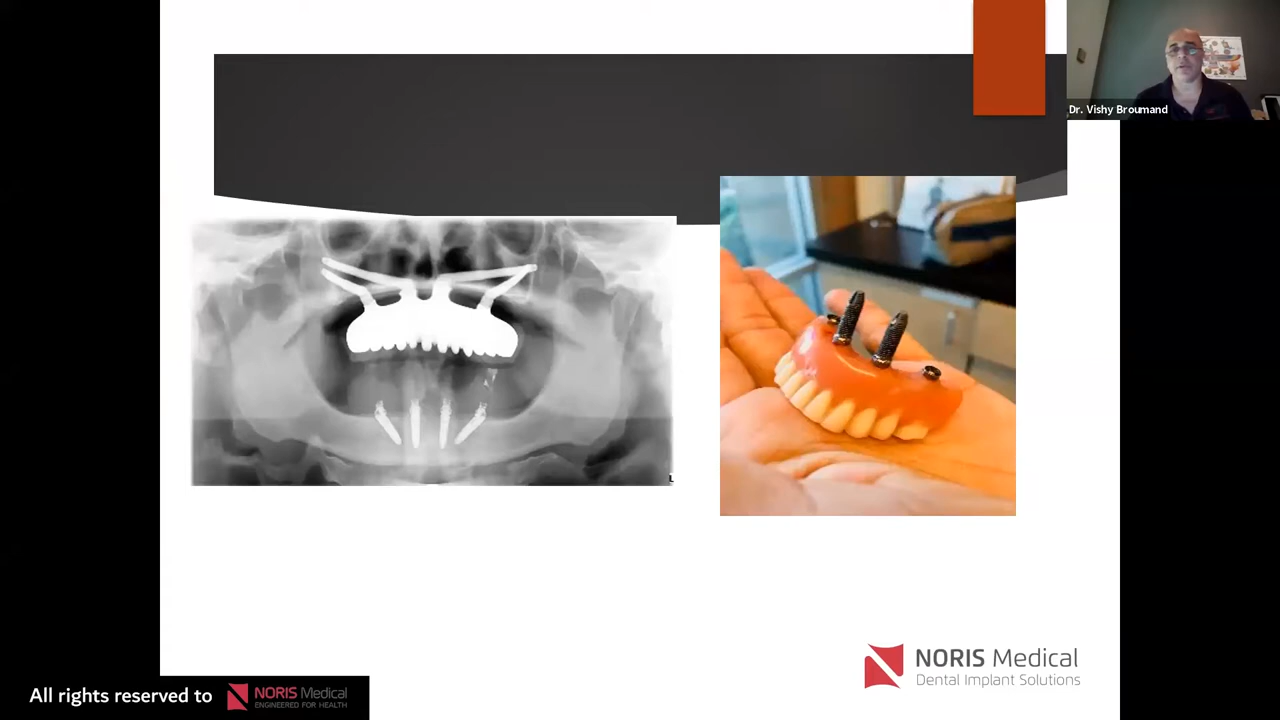 Dr. Vishy Broumand
L
NORIS Medical
Dental Implant Solutions
All rights reserved to
NORIS Medical
ENGINEERED FOR HEALTH